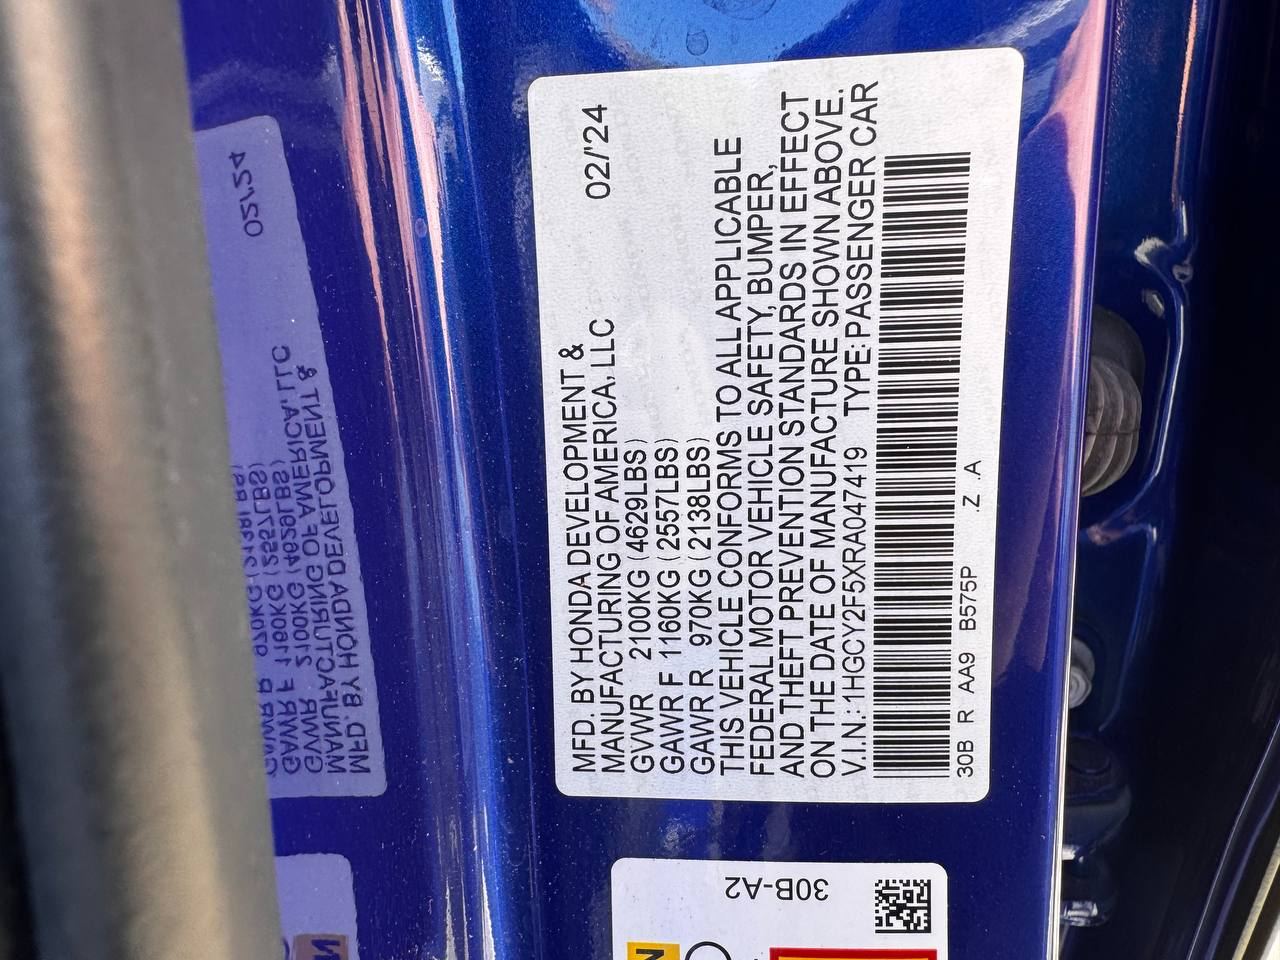 MFD. BY HONDA DEVELOPMENT &
MANUFACTURING OF AMERICA, LLC 02/'24
GVWR 2100KG (4629LBS)
GAWR F 1160KG (2557LBS)
GAWR R 970KG (2138LBS)
THIS VEHICLE CONFORMS TO ALL APPLICABLE
FEDERAL MOTOR VEHICLE SAFETY, BUMPER,
AND THEFT PREVENTION STANDARDS IN EFFECT
ON THE DATE OF MANUFACTURE SHOWN ABOVE.
V.I.N.: 1HGCY2F5XRA047419 TYPE: PASSENGER CAR
30B R AA9 B575P .Z .A
30B-A2